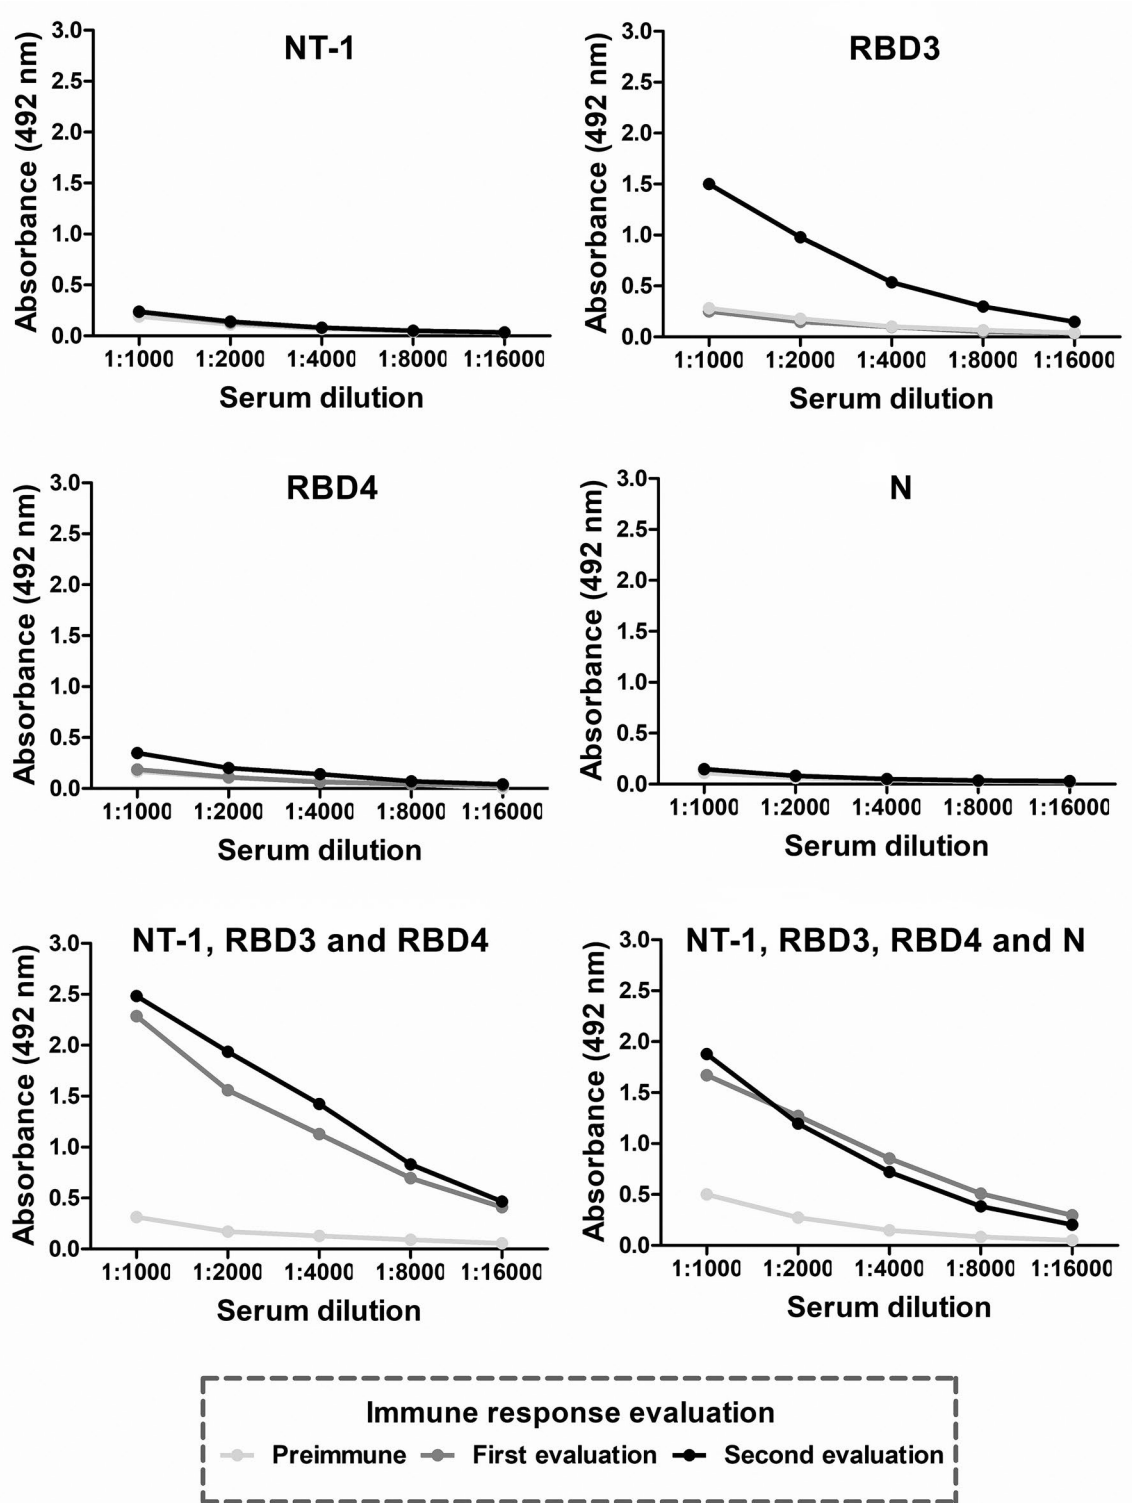 NT-1
Absorbance (492 nm)
3.0
2.5
2.0
1.5
1.0
0.5
0.0
1:1000 1:2000 1:4000 1:8000 1:16000
Serum dilution
RBD3
Absorbance (492 nm)
3.0
2.5
2.0
1.5
1.0
0.5
0.0
1:1000 1:2000 1:4000 1:8000 1:16000
Serum dilution
RBD4
Absorbance (492 nm)
3.0
2.5
2.0
1.5
1.0
0.5
0.0
1:1000 1:2000 1:4000 1:8000 1:16000
Serum dilution
N
Absorbance (492 nm)
3.0
2.5
2.0
1.5
1.0
0.5
0.0
1:1000 1:2000 1:4000 1:8000 1:16000
Serum dilution
NT-1, RBD3 and RBD4
Absorbance (492 nm)
3.0
2.5
2.0
1.5
1.0
0.5
0.0
1:1000 1:2000 1:4000 1:8000 1:16000
Serum dilution
NT-1, RBD3, RBD4 and N
Absorbance (492 nm)
3.0
2.5
2.0
1.5
1.0
0.5
0.0
1:1000 1:2000 1:4000 1:8000 1:16000
Serum dilution
Immune response evaluation
Preimmune First evaluation Second evaluation